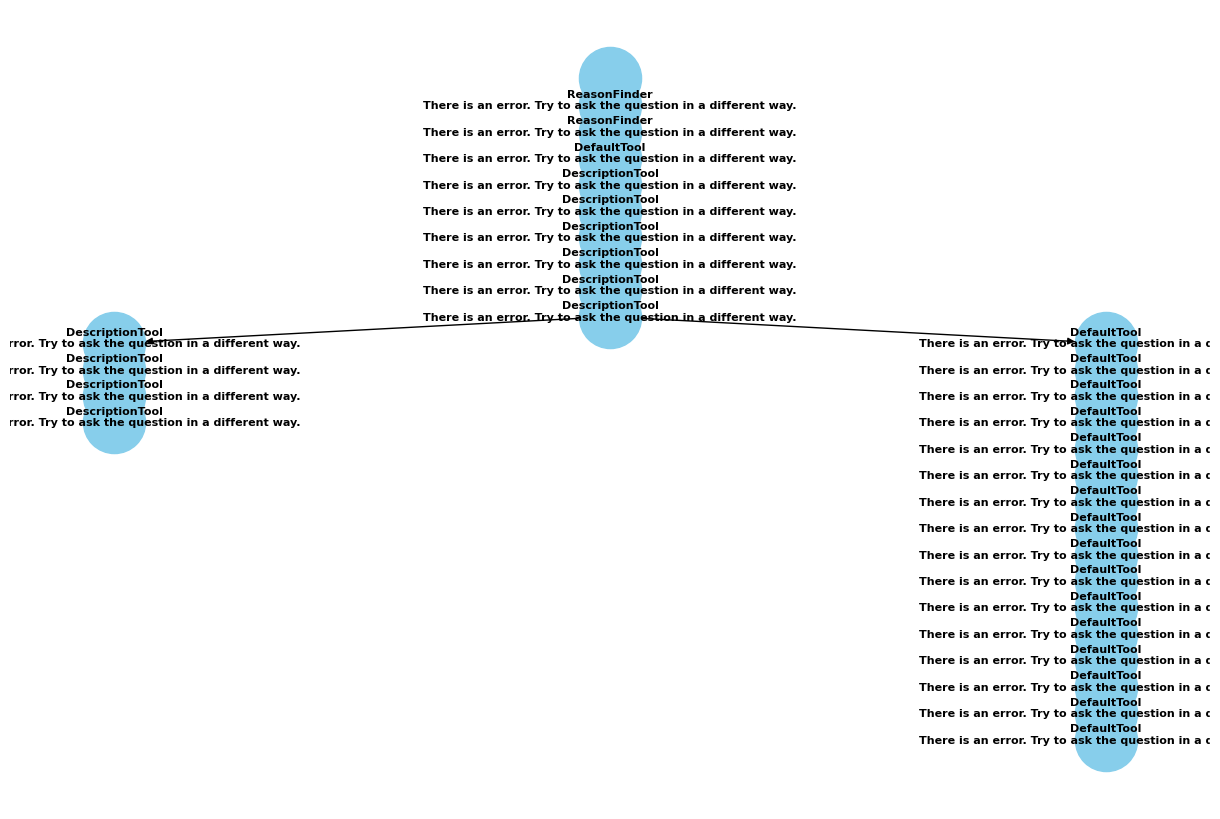 ReasonFinder
There is an error. Try to ask the question in a different way.
ReasonFinder
There is an error. Try to ask the question in a different way.
DefaultTool
There is an error. Try to ask the question in a different way.
DescriptionTool
There is an error. Try to ask the question in a different way.
DescriptionTool
There is an error. Try to ask the question in a different way.
DescriptionTool
There is an error. Try to ask the question in a different way.
DescriptionTool
There is an error. Try to ask the question in a different way.
DescriptionTool
There is an error. Try to ask the question in a different way.
DescriptionTool
There is an error. Try to ask the question in a different way.
DescriptionTool
rror. Try to ask the question in a different way.
DescriptionTool
rror. Try to ask the question in a different way.
DescriptionTool
rror. Try to ask the question in a different way.
DescriptionTool
rror. Try to ask the question in a different way.
DefaultTool
There is an error. Try to ask the question in a d
DefaultTool
There is an error. Try to ask the question in a d
DefaultTool
There is an error. Try to ask the question in a d
DefaultTool
There is an error. Try to ask the question in a d
DefaultTool
There is an error. Try to ask the question in a d
DefaultTool
There is an error. Try to ask the question in a d
DefaultTool
There is an error. Try to ask the question in a d
DefaultTool
There is an error. Try to ask the question in a d
DefaultTool
There is an error. Try to ask the question in a d
DefaultTool
There is an error. Try to ask the question in a d
DefaultTool
There is an error. Try to ask the question in a d
DefaultTool
There is an error. Try to ask the question in a d
DefaultTool
There is an error. Try to ask the question in a d
DefaultTool
There is an error. Try to ask the question in a d
DefaultTool
There is an error. Try to ask the question in a d
DefaultTool
There is an error. Try to ask the question in a d